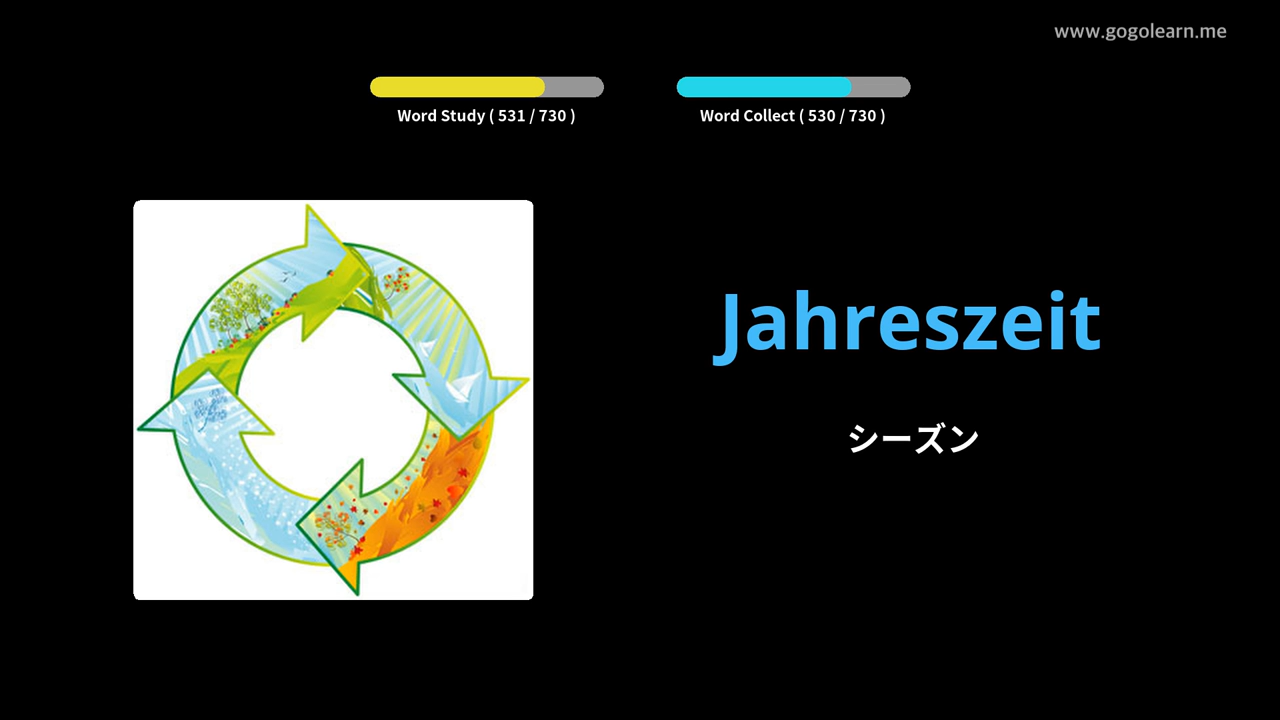 www.gogolearn.me
Word Study ( 531 / 730 )
Word Collect ( 530 / 730 )
Jahreszeit
シーズン